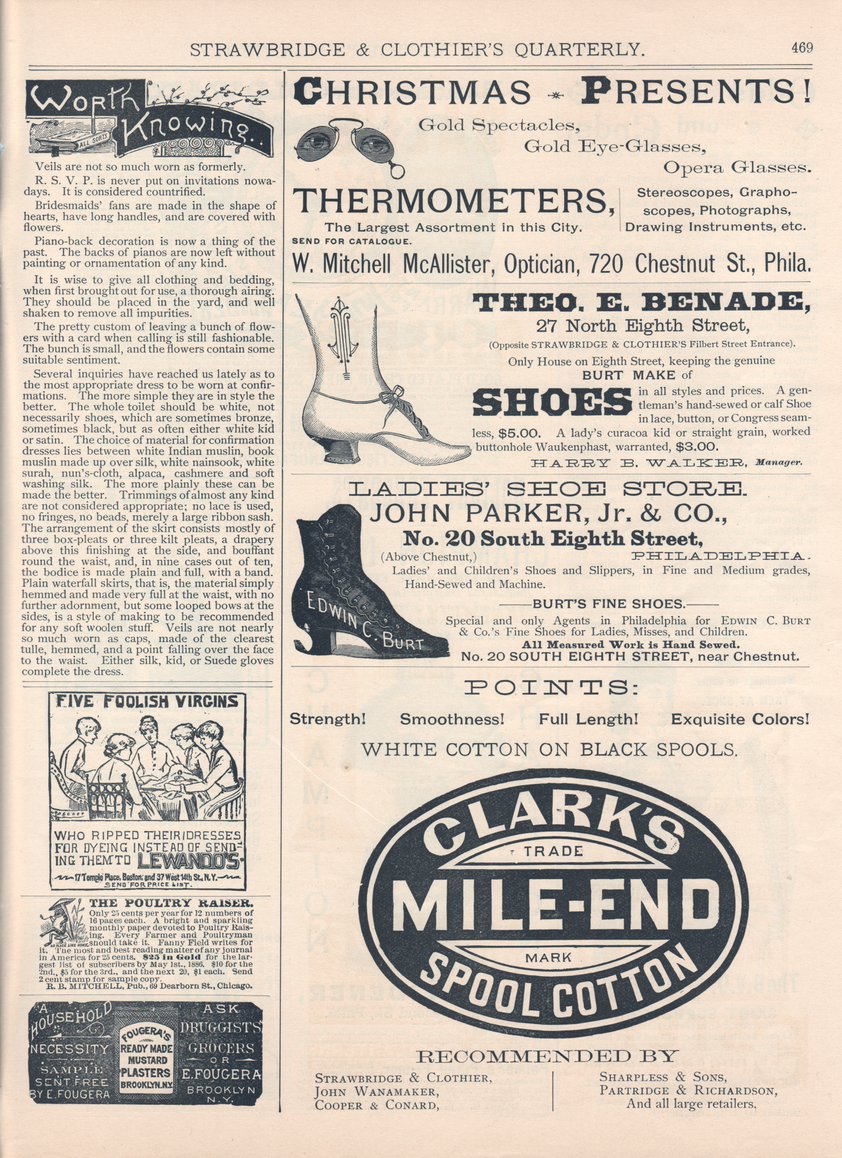 STRAWBRIDGE & CLOTHIER'S QUARTERLY.
469
WORTH
KNOWING..
ALL SORTS
Veils are not so much worn as formerly.
R. S. V. P. is never put on invitations nowa-
days. It is considered countrified.
Bridesmaids' fans are made in the shape of
hearts, have long handles, and are covered with
flowers.
Piano-back decoration is now a thing of the
past. The backs of pianos are now left without
painting or ornamentation of any kind.
It is wise to give all clothing and bedding,
when first brought out for use, a thorough airing.
They should be placed in the yard, and well
shaken to remove all impurities.
The pretty custom of leaving a bunch of flow-
ers with a card when calling is still fashionable.
The bunch is small, and the flowers contain some
suitable sentiment.
Several inquiries have reached us lately as to
the most appropriate dress to be worn at confir-
mations. The more simple they are in style the
better. The whole toilet should be white, not
necessarily shoes, which are sometimes bronze,
sometimes black, but as often either white kid
or satin. The choice of material for confirmation
dresses lies between white Indian muslin, book
muslin made up over silk, white nainsook, white
surah, nun's-cloth, alpaca, cashmere and soft
washing silk. The more plainly these can be
made the better. Trimmings of almost any kind
are not considered appropriate; no lace is used,
no fringes, no beads, merely a large ribbon sash.
The arrangement of the skirt consists mostly of
three box-pleats or three kilt pleats, a drapery
above this finishing at the side, and bouffant
round the waist, and, in nine cases out of ten,
the bodice is made plain and full, with a band.
Plain waterfall skirts, that is, the material simply
hemmed and made very full at the waist, with no
further adornment, but some looped bows at the
sides, is a style of making to be recommended
for any soft woolen stuff. Veils are not nearly
so much worn as caps, made of the clearest
tulle, hemmed, and a point falling over the face
to the waist. Either silk, kid, or Suede gloves
complete the dress.
FIVE FOOLISH VIRGINS
WHO RIPPED THEIR DRESSES
FOR DYEING INSTEAD OF SEND-
ING THEM TO LEWANDO'S.
17 Temple Place, Boston; and 37 West 14th St., N.Y.
SEND FOR PRICE LIST.
THE POULTRY RAISER.
Only 25 cents per year for 12 numbers of
16 pages each. A bright and sparkling
monthly paper devoted to Poultry Rais-
ing. Every Farmer and Poultryman
should take it. Fanny Field writes for
it. The most and best reading matter of any journal
in America for 25 cents. $25 in Gold for the lar-
gest list of subscribers by May 1st., 1886. $10 for the
2nd., $5 for the 3rd., and the next 20, $1 each. Send
2 cent stamp for sample copy.
R. B. MITCHELL, Pub., 69 Dearborn St., Chicago.
A
HOUSEHOLD
NECESSITY
SAMPLE
SENT FREE
BY E. FOUGERA
FOUGERA'S
READY MADE
MUSTARD
PLASTERS
BROOKLYN.N.Y.
ASK
DRUGGISTS
GROCERS
OR
E.FOUGERA
BROOKLYN
N.Y.
CHRISTMAS PRESENTS!
Gold Spectacles,
Gold Eye-Glasses,
Opera Glasses.
THERMOMETERS,
The Largest Assortment in this City.
SEND FOR CATALOGUE.
Stereoscopes, Grapho-
scopes, Photographs,
Drawing Instruments, etc.
W. Mitchell McAllister, Optician, 720 Chestnut St., Phila.
THEO. E. BENADE,
27 North Eighth Street,
(Opposite STRAWBRIDGE & CLOTHIER'S Filbert Street Entrance).
Only House on Eighth Street, keeping the genuine
BURT MAKE of
SHOES in all styles and prices. A gen-
tleman's hand-sewed or calf Shoe
in lace, button, or Congress seam-
less, $5.00. A lady's curacoa kid or straight grain, worked
buttonhole Waukenphast, warranted, $3.00.
HARRY B. WALKER, Manager.
LADIES' SHOE STORE.
JOHN PARKER, Jr. & CO.,
No. 20 South Eighth Street,
(Above Chestnut,) PHILADELPHIA.
Ladies' and Children's Shoes and Slippers, in Fine and Medium grades,
Hand-Sewed and Machine.
BURT'S FINE SHOES.
Special and only Agents in Philadelphia for EDWIN C. BURT
& Co.'s Fine Shoes for Ladies, Misses, and Children.
All Measured Work is Hand Sewed.
No. 20 SOUTH EIGHTH STREET, near Chestnut.
EDWIN C. BURT
POINTS:
Strength! Smoothness! Full Length! Exquisite Colors!
WHITE COTTON ON BLACK SPOOLS.
CLARK'S
TRADE
MILE-END
MARK
SPOOL COTTON
RECOMMENDED BY
STRAWBRIDGE & CLOTHIER,
JOHN WANAMAKER,
COOPER & CONARD,
SHARPLESS & SONS,
PARTRIDGE & RICHARDSON,
And all large retailers.